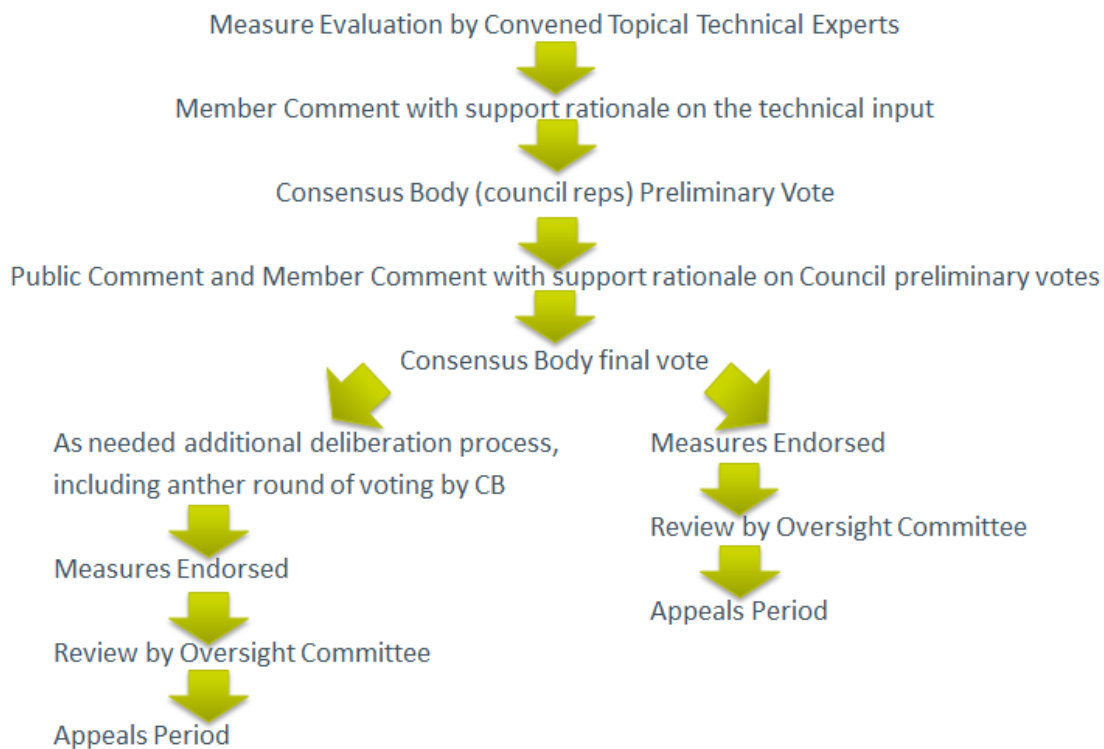 Measure Evaluation by Convened Topical Technical Experts
Member Comment with support rationale on the technical input
Consensus Body (council reps) Preliminary Vote
Public Comment and Member Comment with support rationale on Council preliminary votes
Consensus Body final vote
As needed additional deliberation process,
including anther round of voting by CB
Measures Endorsed
Review by Oversight Committee
Appeals Period
Measures Endorsed
Review by Oversight Committee
Appeals Period